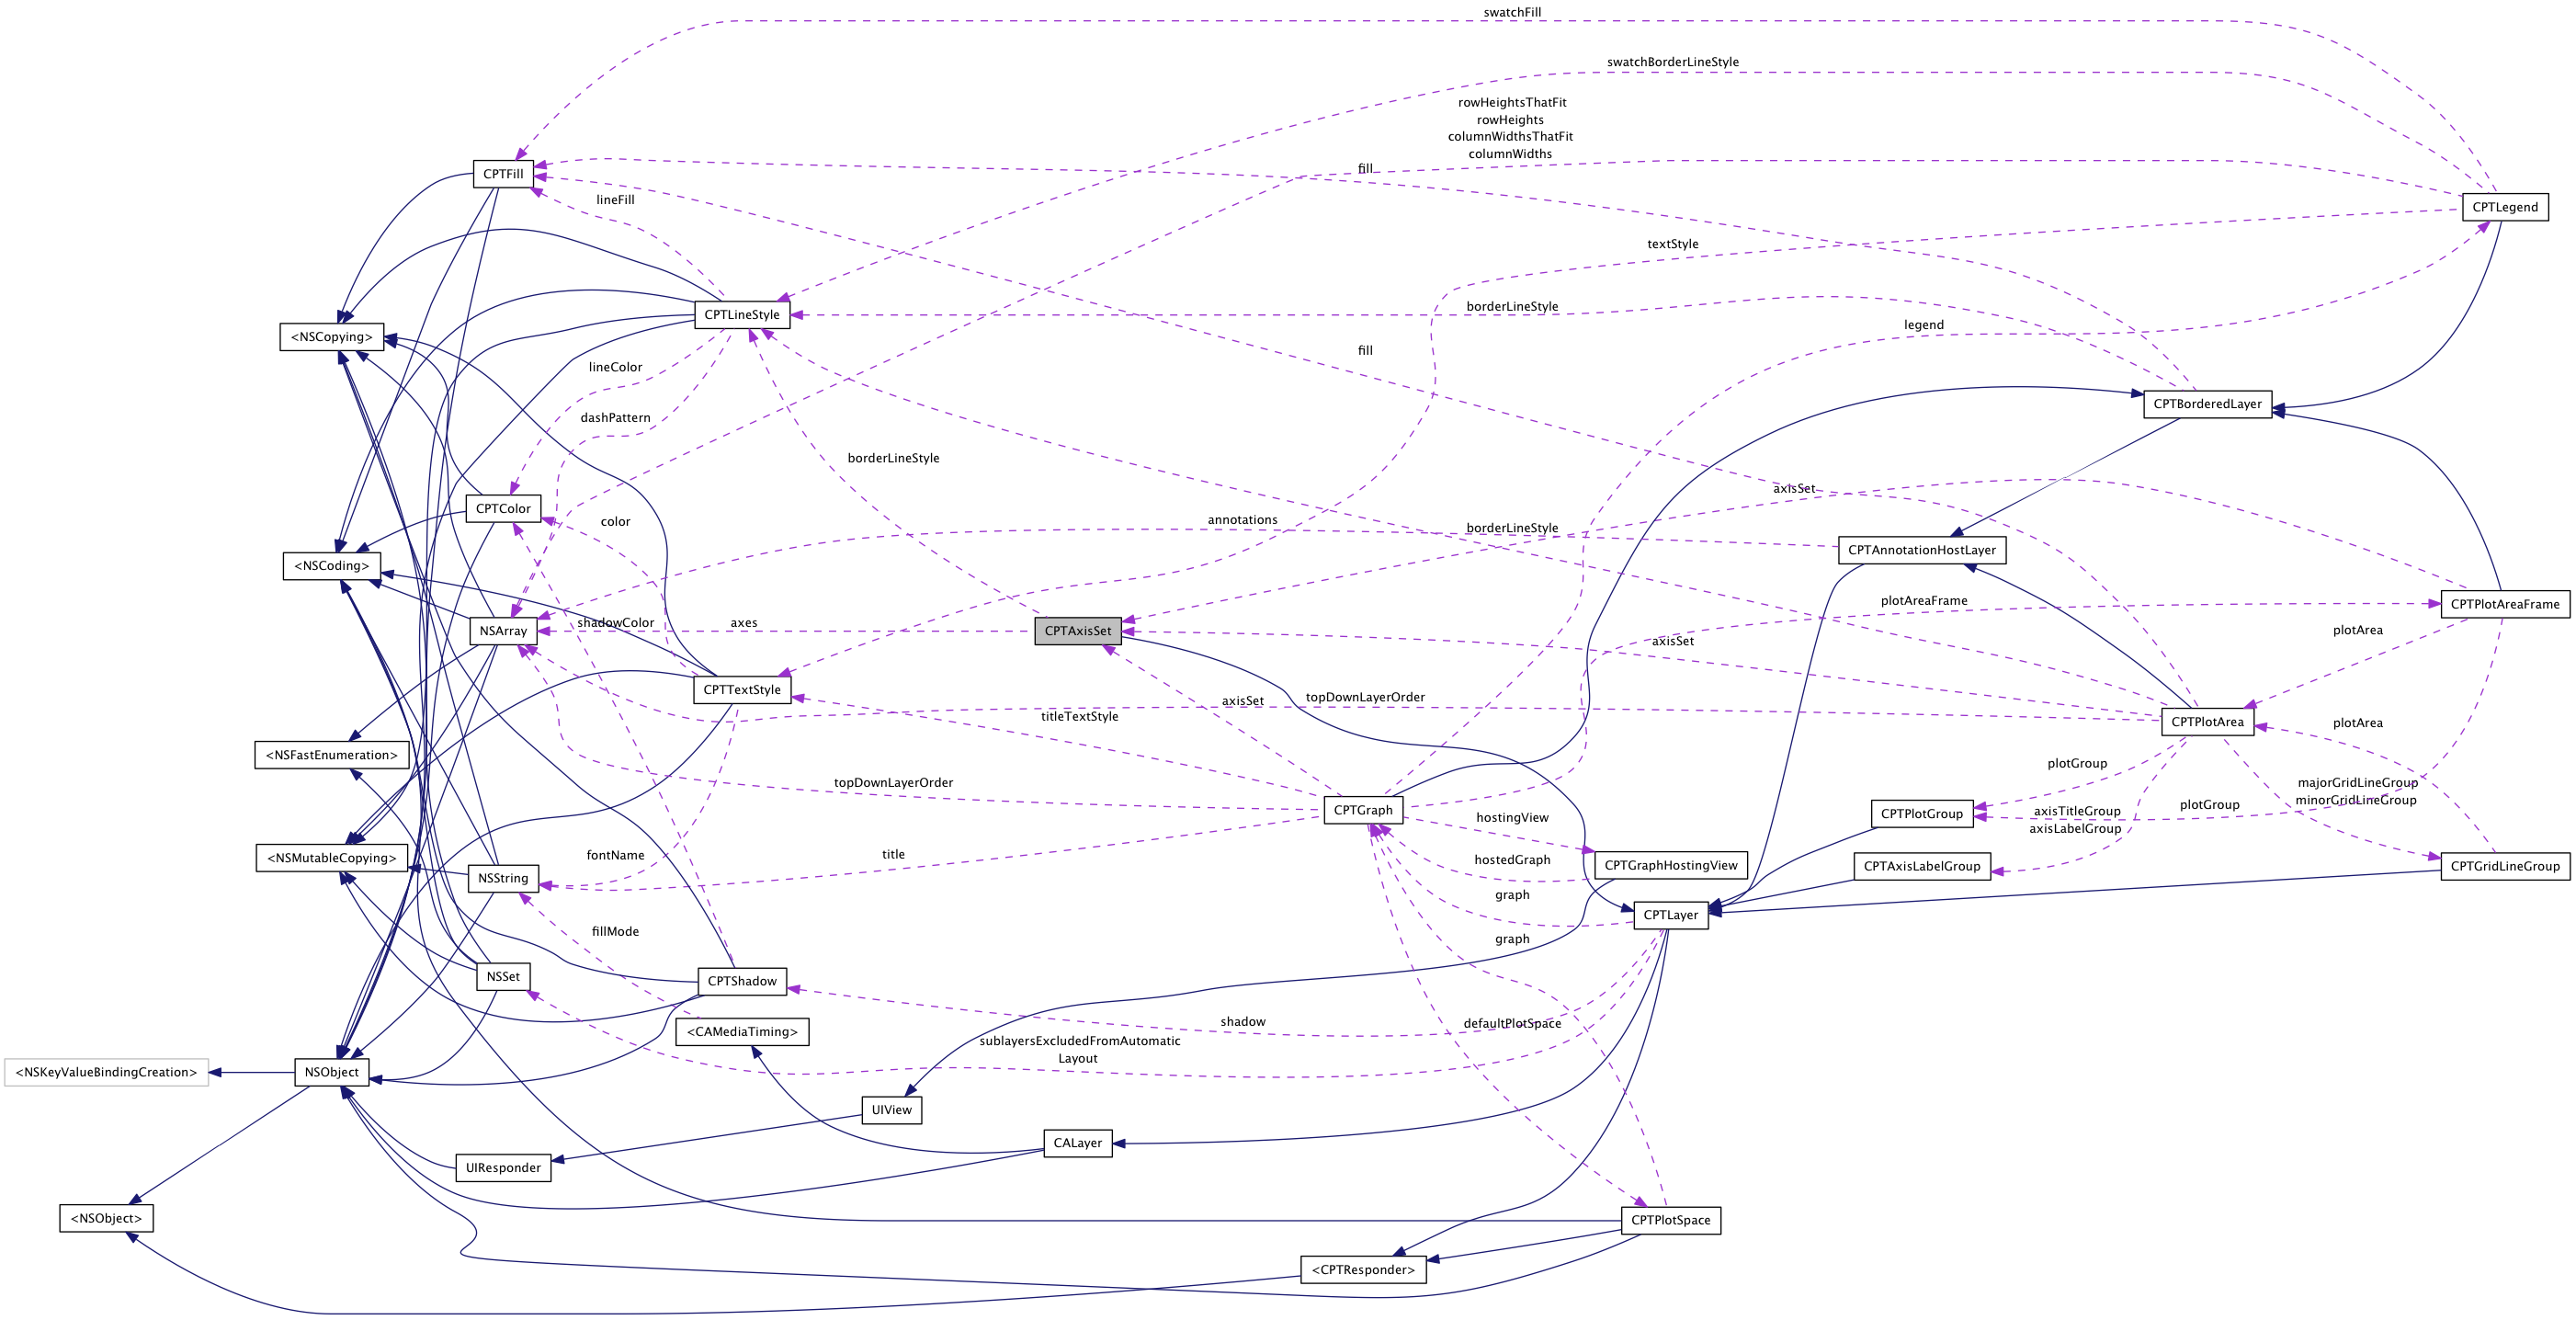 swatchFill
swatchBorderLineStyle
rowHeightsThatFit
rowHeights
columnWidthsThatFit
columnWidths
fill
CPTFill
lineFill
CPTLegend
textStyle
CPTLineStyle
borderLineStyle
legend
<NSCopying>
fill
lineColor
dashPattern
CPTBorderedLayer
borderLineStyle
axisSet
CPTColor
color
annotations
borderLineStyle
CPTAnnotationHostLayer
<NSCoding>
plotAreaFrame
CPTPlotAreaFrame
NSArray
shadowColor
axes
CPTAxisSet
axisSet
plotArea
CPTTextStyle
axisSet
topDownLayerOrder
titleTextStyle
CPTPlotArea
plotArea
<NSFastEnumeration>
plotGroup
topDownLayerOrder
majorGridLineGroup
minorGridLineGroup
CPTGraph
hostingView
CPTPlotGroup
axisTitleGroup
axisLabelGroup
plotGroup
<NSMutableCopying>
fontName
title
hostedGraph
CPTGraphHostingView
CPTAxisLabelGroup
CPTGridLineGroup
NSString
graph
CPTLayer
fillMode
graph
NSSet
CPTShadow
shadow
defaultPlotSpace
<CAMediaTiming>
sublayersExcludedFromAutomatic
Layout
<NSKeyValueBindingCreation>
NSObject
UIView
CALayer
UIResponder
<NSObject>
CPTPlotSpace
<CPTResponder>